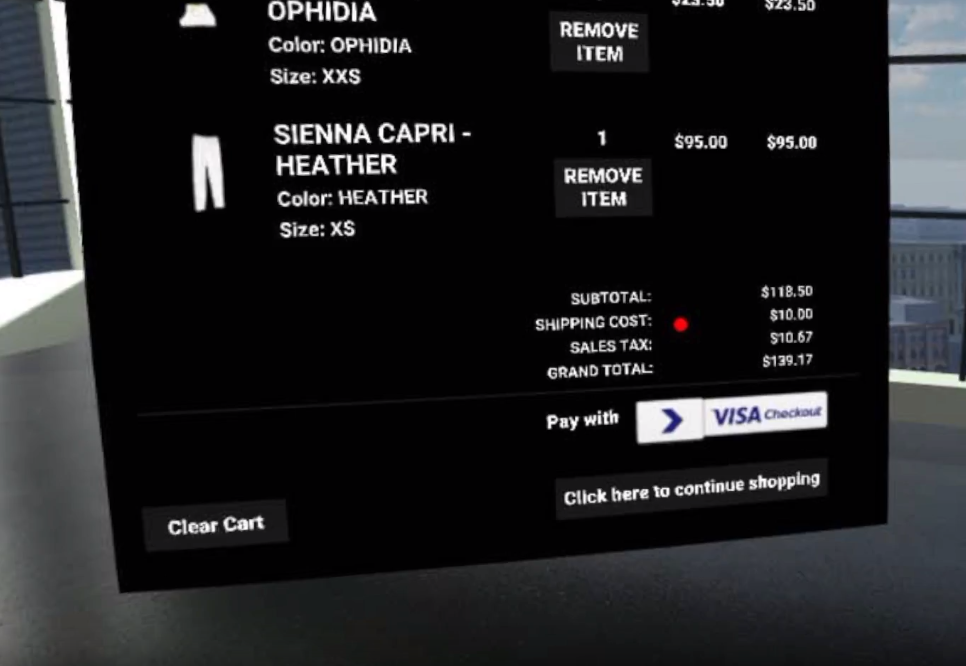 OPHIDIA
$23.50
$23.50
Color: OPHIDIA
REMOVE
ITEM
Size: XXS
SIENNA CAPRI -
HEATHER
1
$95.00
$95.00
Color: HEATHER
REMOVE
ITEM
Size: XS
SUBTOTAL:
$118.50
SHIPPING COST:
$10.00
SALES TAX:
$10.67
GRAND TOTAL:
$139.17
Pay with
VISA Checkout
Click here to continue shopping
Clear Cart